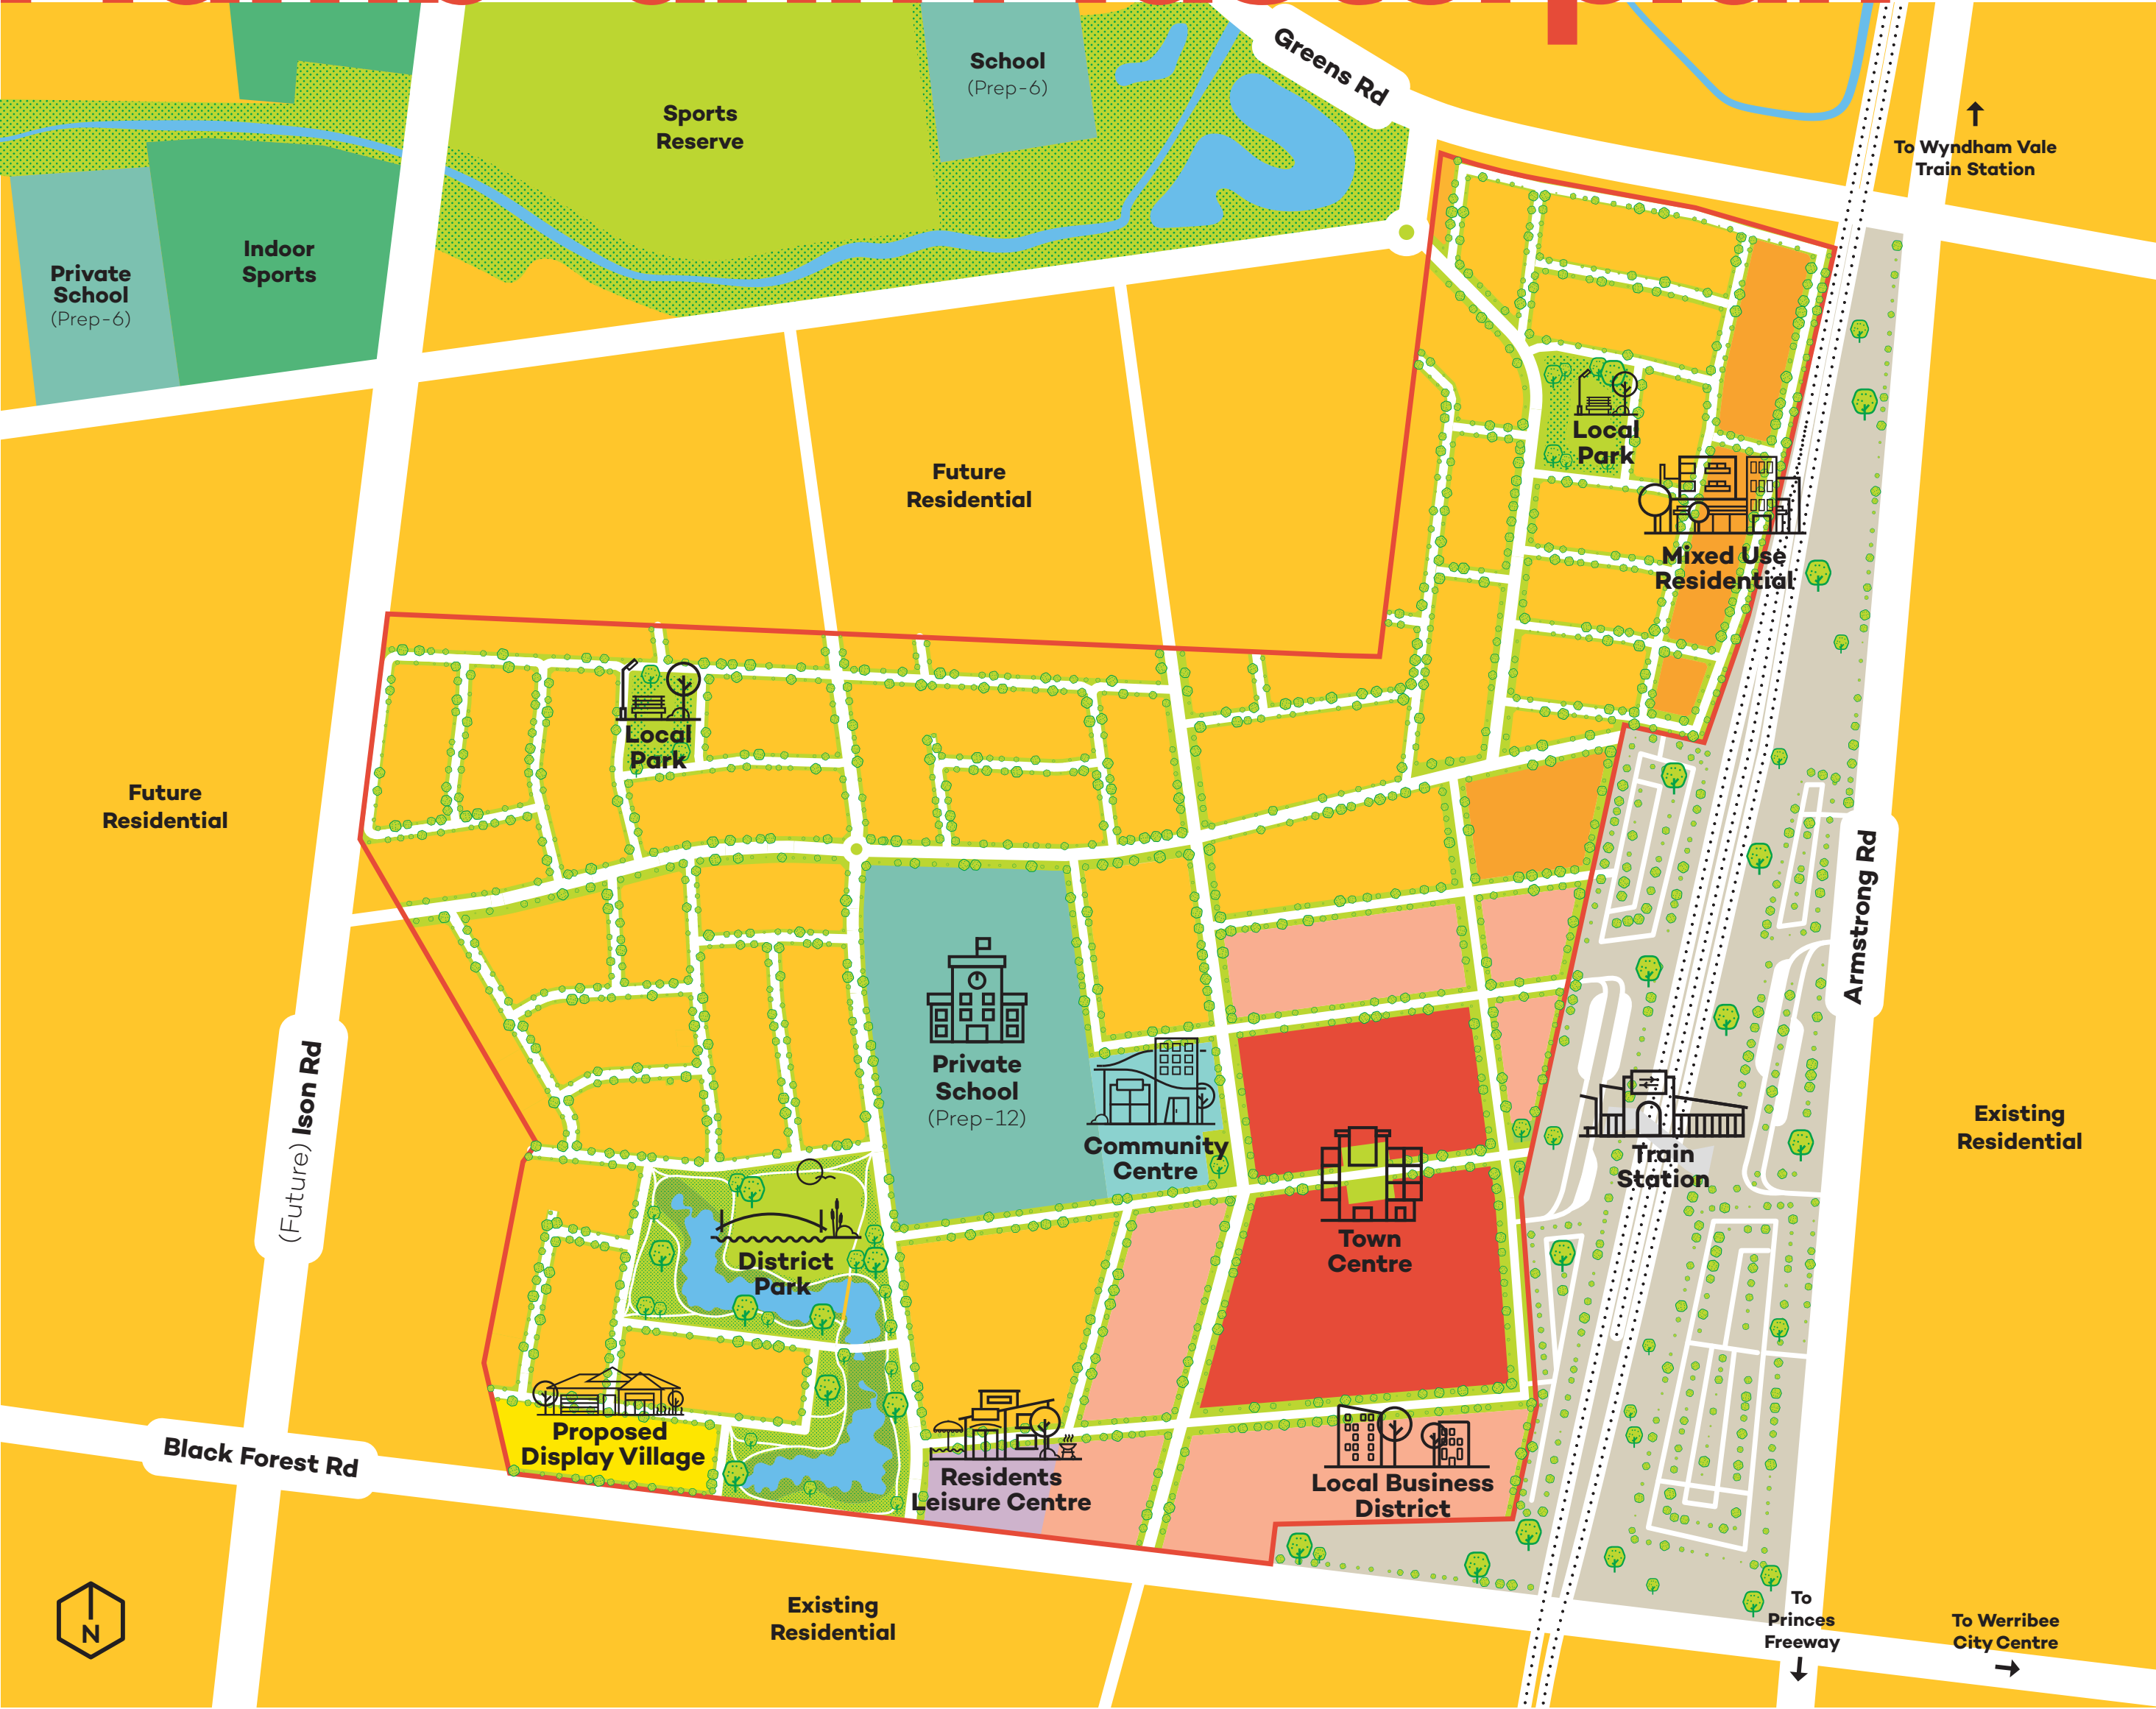 Greens Rd
School
(Prep-6)
Sports
Reserve
To Wyndham Vale
Train Station
Indoor
Sports
Private
School
(Prep-6)
Local
Park
Future
Residential
Mixed Use
Residential
Local
Park
Future
Residential
Armstrong Rd
Private
School
(Prep-12)
Community
Centre
Existing
Residential
Train
Station
(Future) Ison Rd
Town
Centre
District
Park
Proposed
Display Village
Black Forest Rd
Residents
Leisure Centre
Local Business
District
Existing
Residential
To
Princes
Freeway
To Werribee
City Centre
N